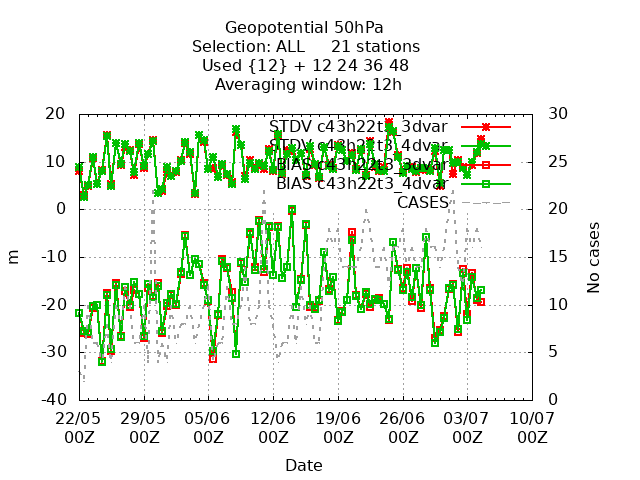 Geopotential 50hPa
Selection: ALL 21 stations
Used {12} + 12 24 36 48
Averaging window: 12h
STDV c43h22t3_3dvar
STDV c43h22t3_4dvar
BIAS c43h22t3_3dvar
BIAS c43h22t3_4dvar
CASES
20
10
0
-10
-20
-30
-40
30
25
20
15
10
5
0
m
No cases
22/05 29/05 05/06 12/06 19/06 26/06 03/07 10/07
00Z 00Z 00Z 00Z 00Z 00Z 00Z 00Z
Date